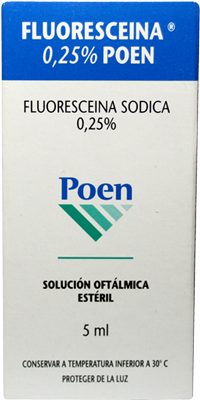 FLUORESCEINA ®
0,25% POEN
FLUORESCEINA SODICA
0,25%
Poen
SOLUCIÓN OFTÁLMICA
ESTÉRIL
5 ml
CONSERVAR A TEMPERATURA INFERIOR A 30° C
PROTEGER DE LA LUZ